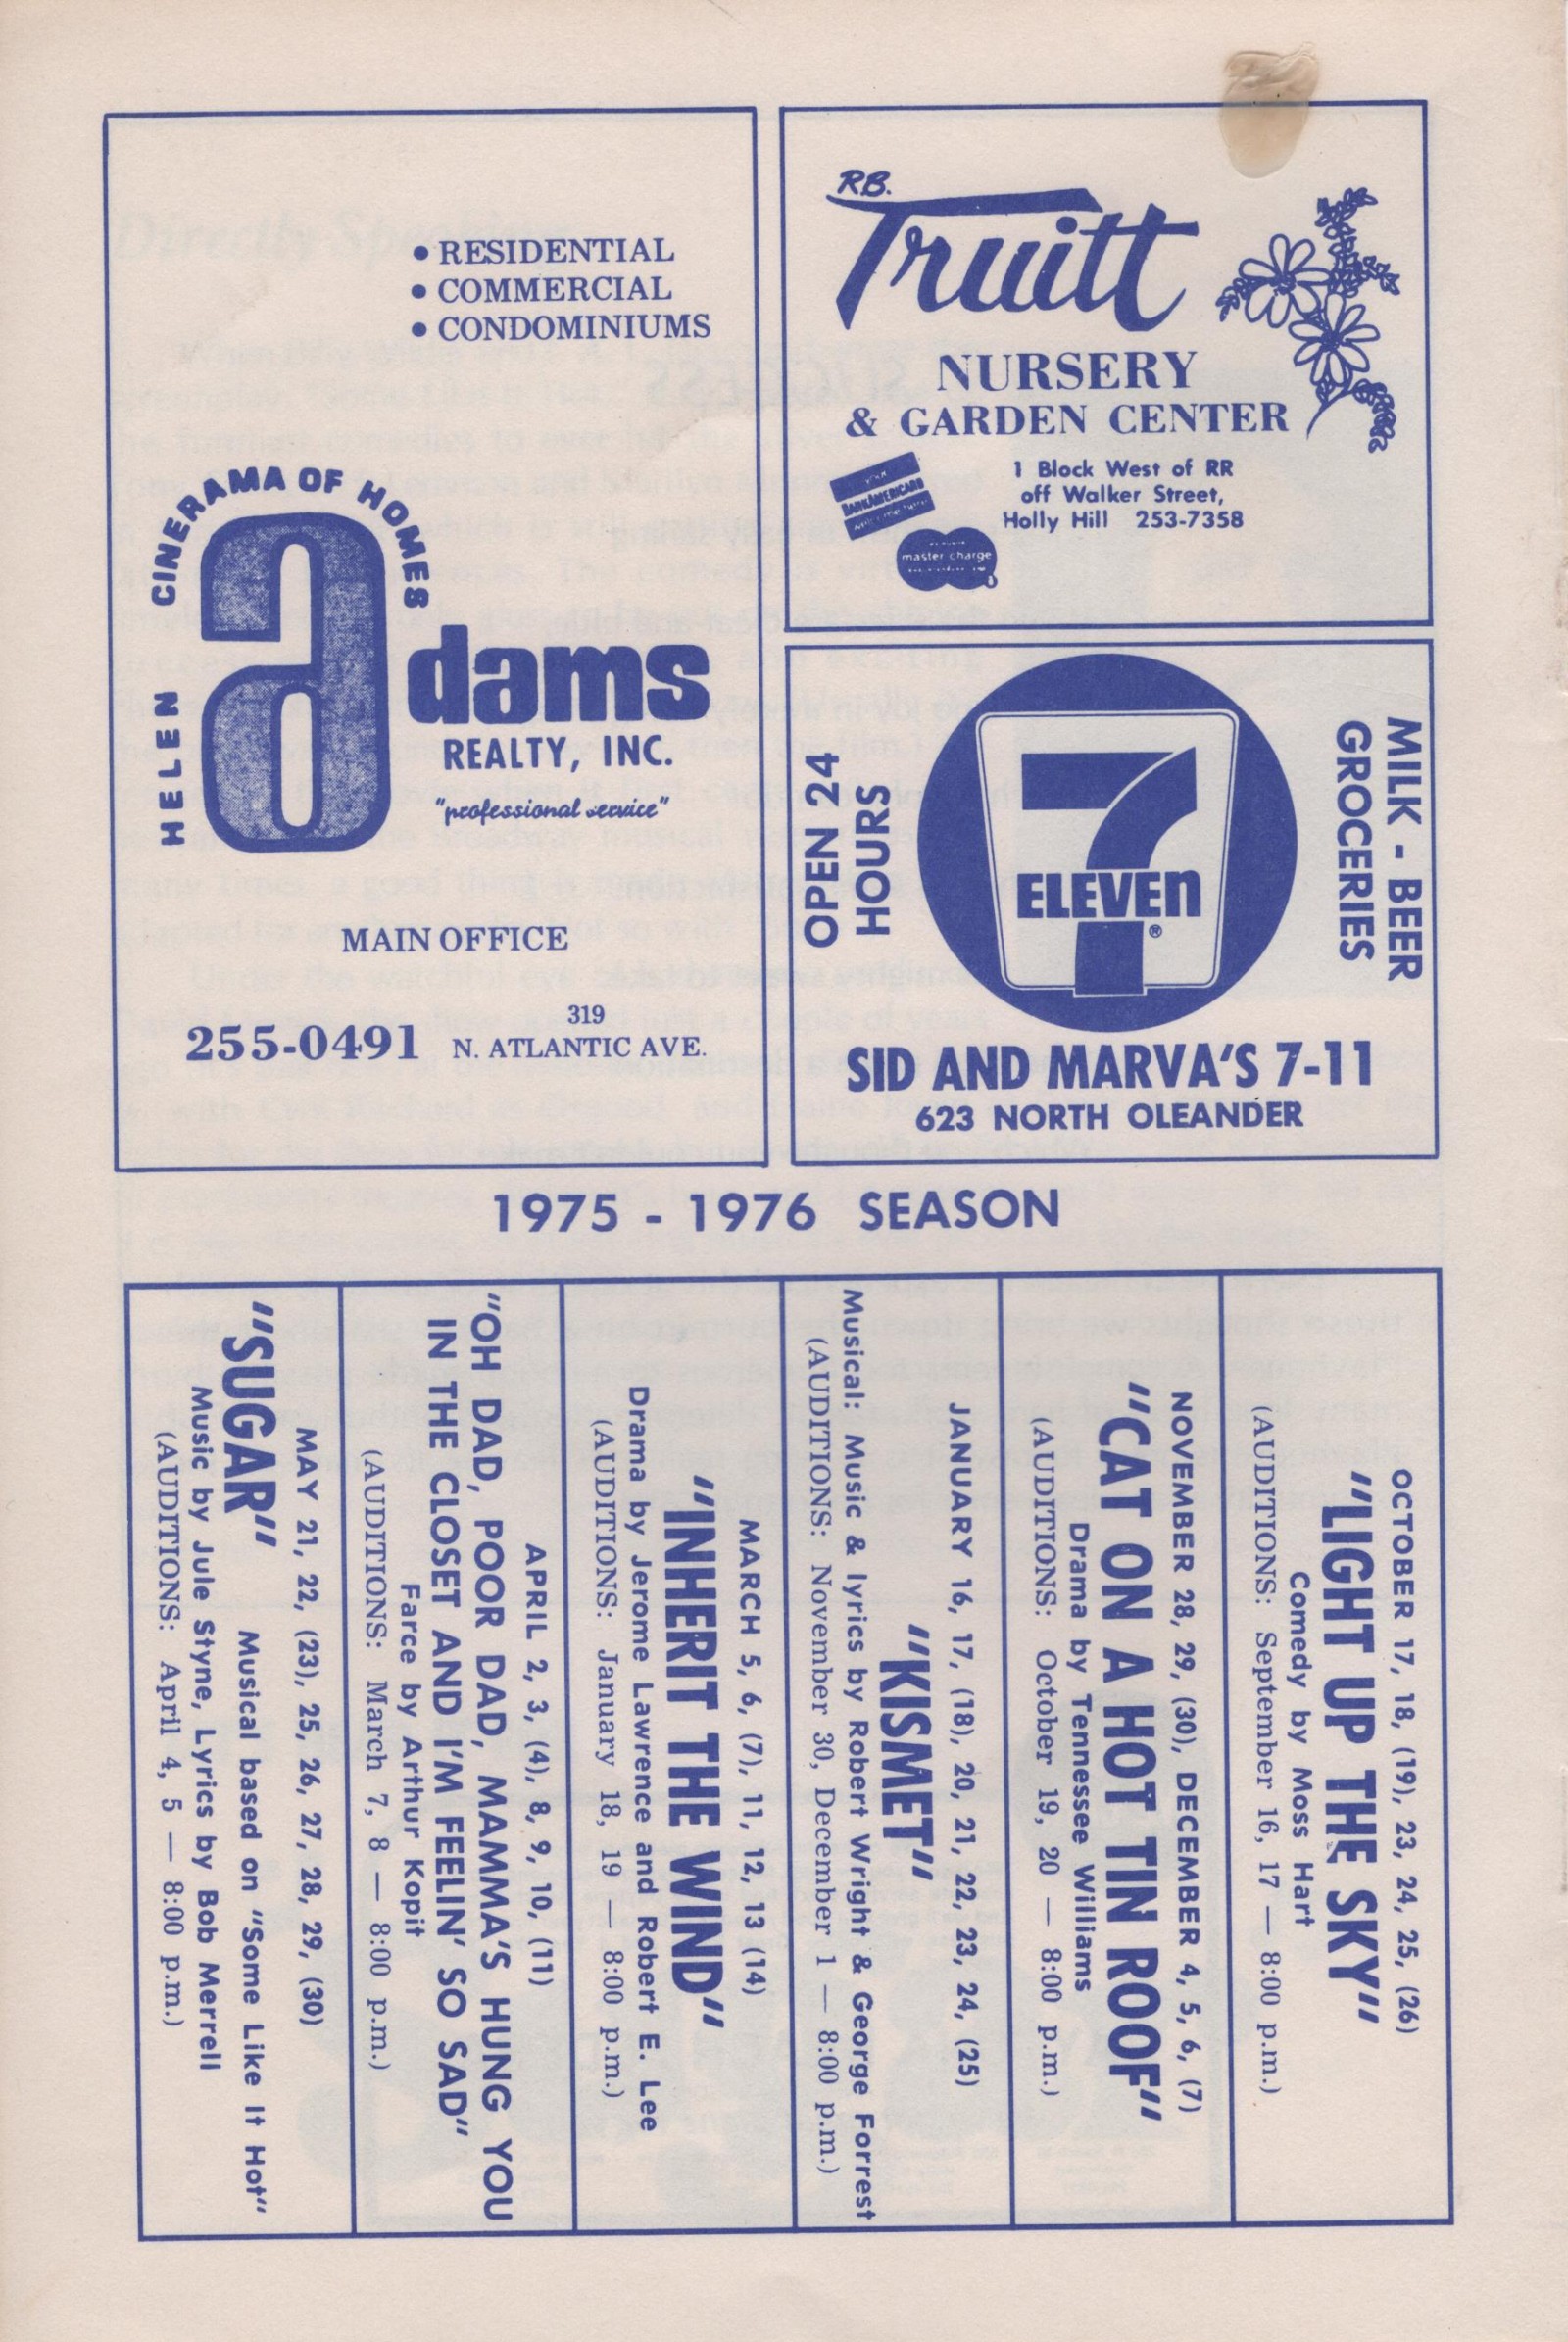 • RESIDENTIAL
• COMMERCIAL
• CONDOMINIUMS
CINERAMA OF HOMES
HELEN
adams
REALTY, INC.
"professional service"
MAIN OFFICE
319
255-0491 N. ATLANTIC AVE.
R.B.
Truitt
NURSERY
& GARDEN CENTER
1 Block West of RR
off Walker Street,
Holly Hill 253-7358
BANKAMERICARD
master charge
OPEN 24
HOURS
7
ELEVEn
®
MILK - BEER
GROCERIES
SID AND MARVA'S 7-11
623 NORTH OLEANDER
1975 - 1976 SEASON
OCTOBER 17, 18, (19), 23, 24, 25, (26)
"LIGHT UP THE SKY"
Comedy by Moss Hart
(AUDITIONS: September 16, 17 — 8:00 p.m.)
NOVEMBER 28, 29, (30), DECEMBER 4, 5, 6, (7)
"CAT ON A HOT TIN ROOF"
Drama by Tennessee Williams
(AUDITIONS: October 19, 20 — 8:00 p.m.)
JANUARY 16, 17, (18), 20, 21, 22, 23, 24, (25)
"KISMET"
Musical: Music & lyrics by Robert Wright & George Forrest
(AUDITIONS: November 30, December 1 — 8:00 p.m.)
MARCH 5, 6, (7), 11, 12, 13 (14)
"INHERIT THE WIND"
Drama by Jerome Lawrence and Robert E. Lee
(AUDITIONS: January 18, 19 — 8:00 p.m.)
APRIL 2, 3, (4), 8, 9, 10, (11)
"OH DAD, POOR DAD, MAMMA'S HUNG YOU
IN THE CLOSET AND I'M FEELIN' SO SAD"
Farce by Arthur Kopit
(AUDITIONS: March 7, 8 — 8:00 p.m.)
MAY 21, 22, (23), 25, 26, 27, 28, 29, (30)
"SUGAR" Musical based on "Some Like It Hot"
Music by Jule Styne, Lyrics by Bob Merrell
(AUDITIONS: April 4, 5 — 8:00 p.m.)